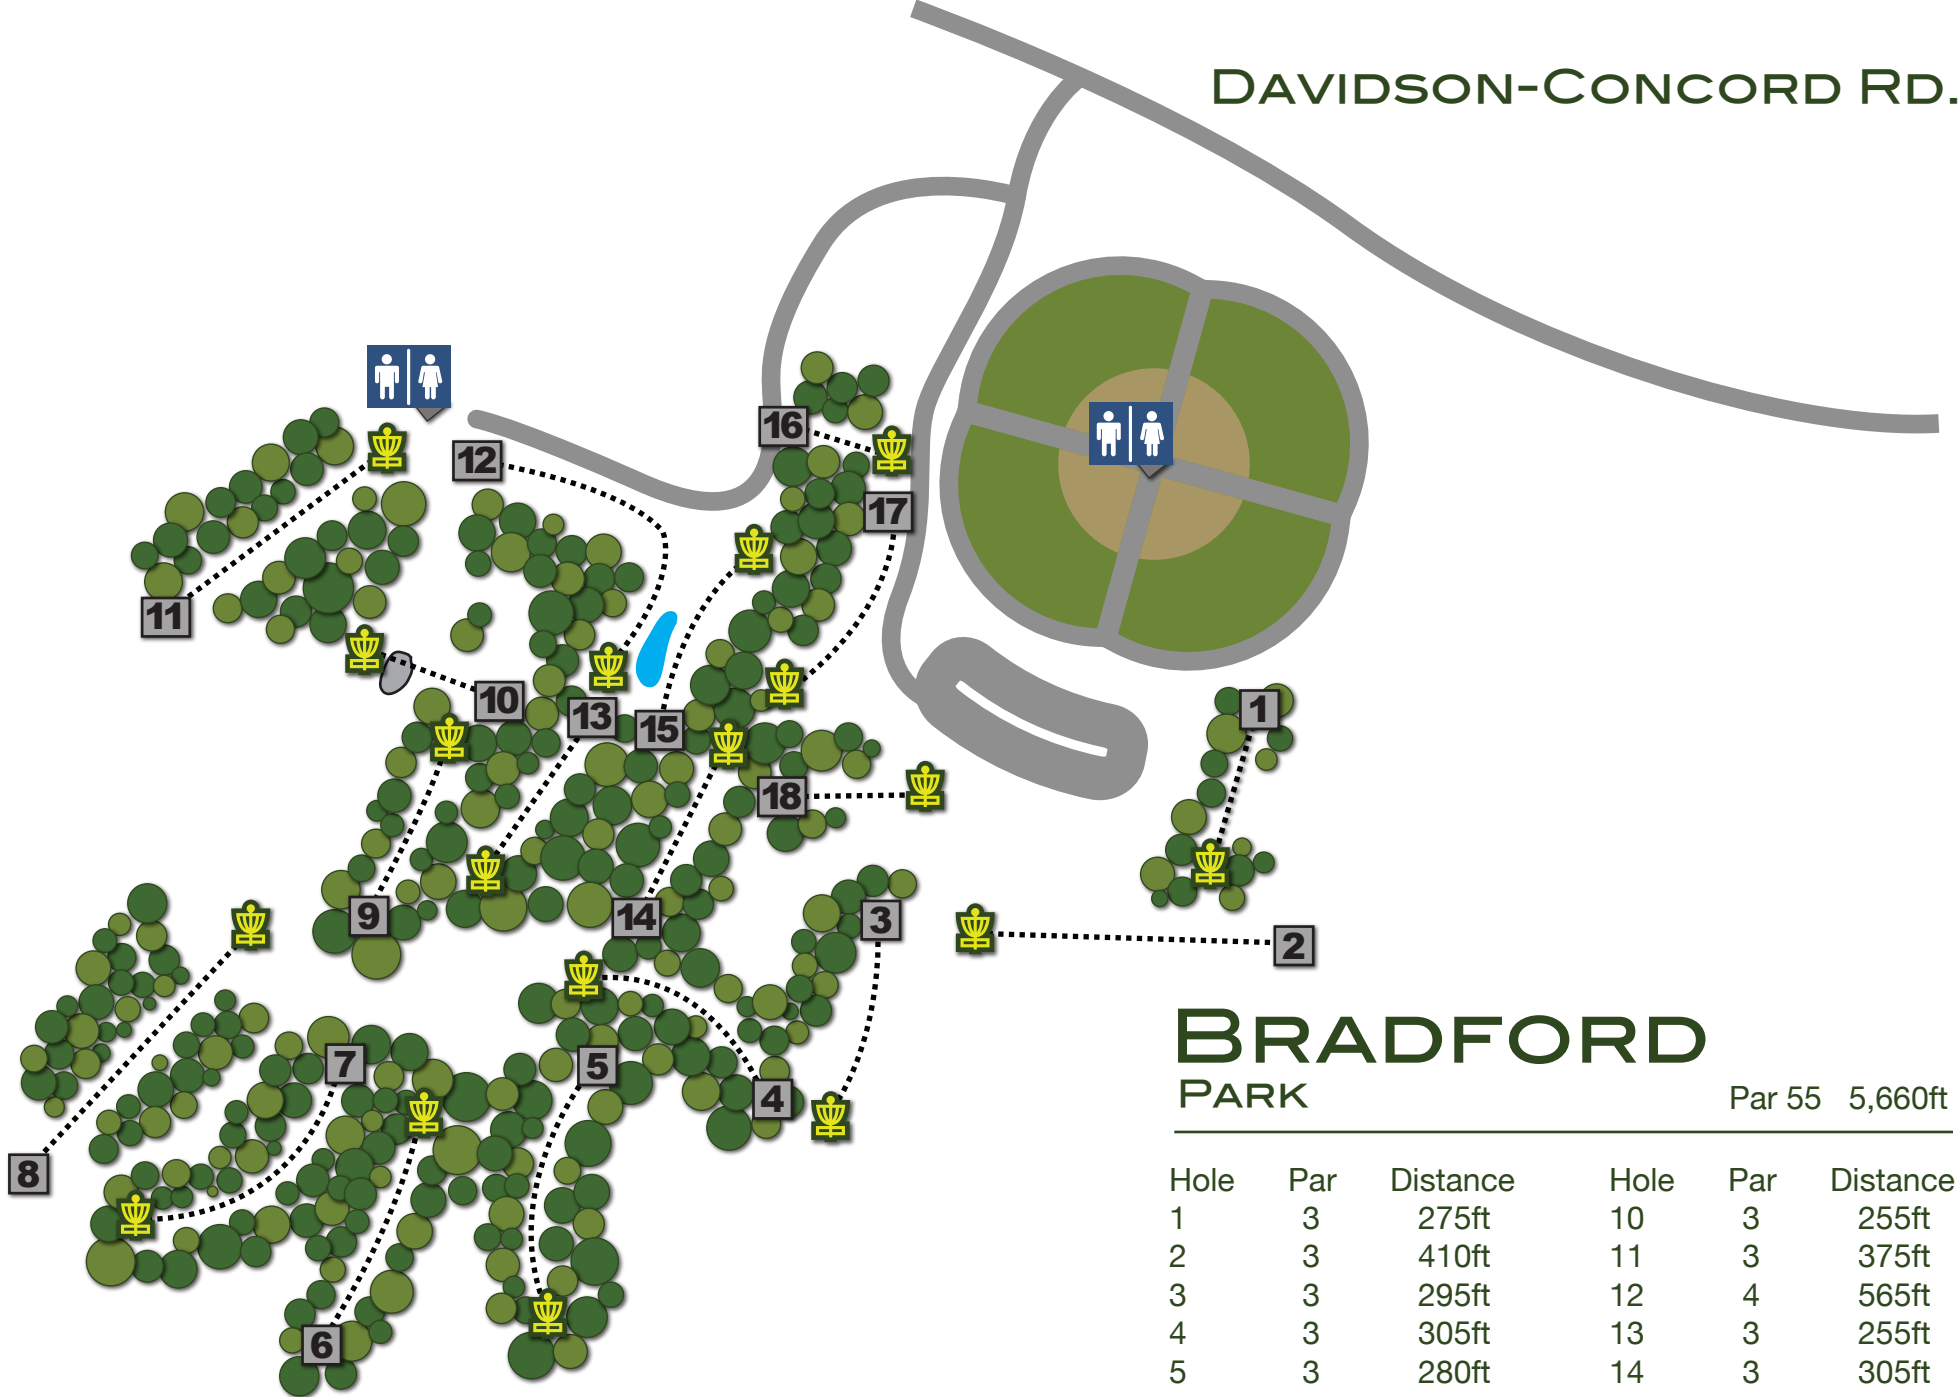 DAVIDSON-CONCORD RD.
16
12
17
11
10
13
15
1
18
9
14
3
2
7
5
4
8
6
BRADFORD
PARK
Par 55 5,660ft
Hole Par Distance Hole Par Distance
1 3 275ft 10 3 255ft
2 3 410ft 11 3 375ft
3 3 295ft 12 4 565ft
4 3 305ft 13 3 255ft
5 3 280ft 14 3 305ft